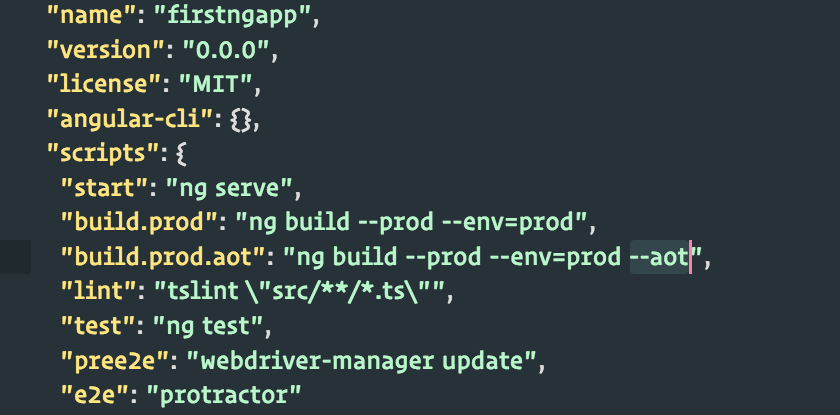 "name": "firstngapp",
"version": "0.0.0",
"license": "MIT",
"angular-cli": {},
"scripts": {
"start": "ng serve",
"build.prod": "ng build --prod --env=prod",
"build.prod.aot": "ng build --prod --env=prod --aot",
"lint": "tslint \"src/**/*.ts\"",
"test": "ng test",
"pree2e": "webdriver-manager update",
"e2e": "protractor"